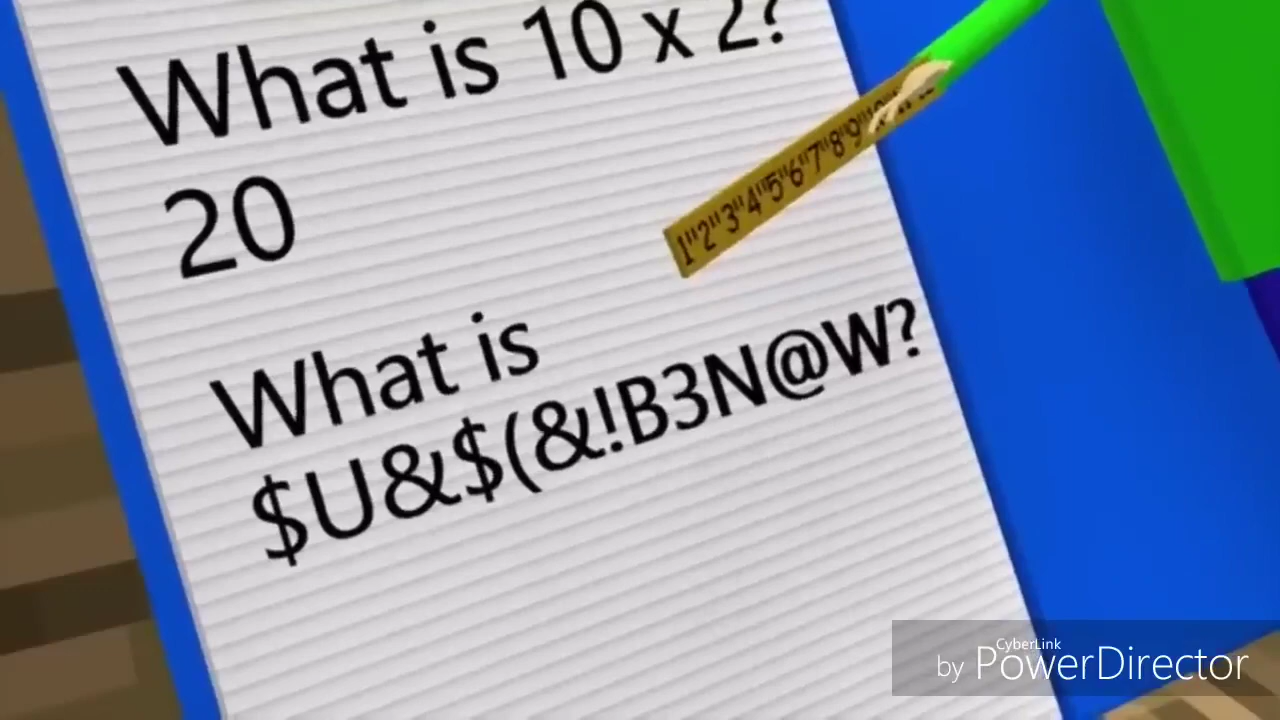 What is 10 x 2?
20
What is
$U&$(&!B3N@W?
1"2"3"4"5"6"7"8"9"
CyberLink
by PowerDirector